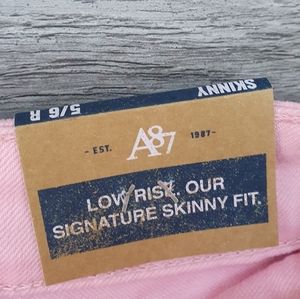 SKINNY
5/6 R
- EST. A87 1987-
LOW RISE. OUR
SIGNATURE SKINNY FIT.